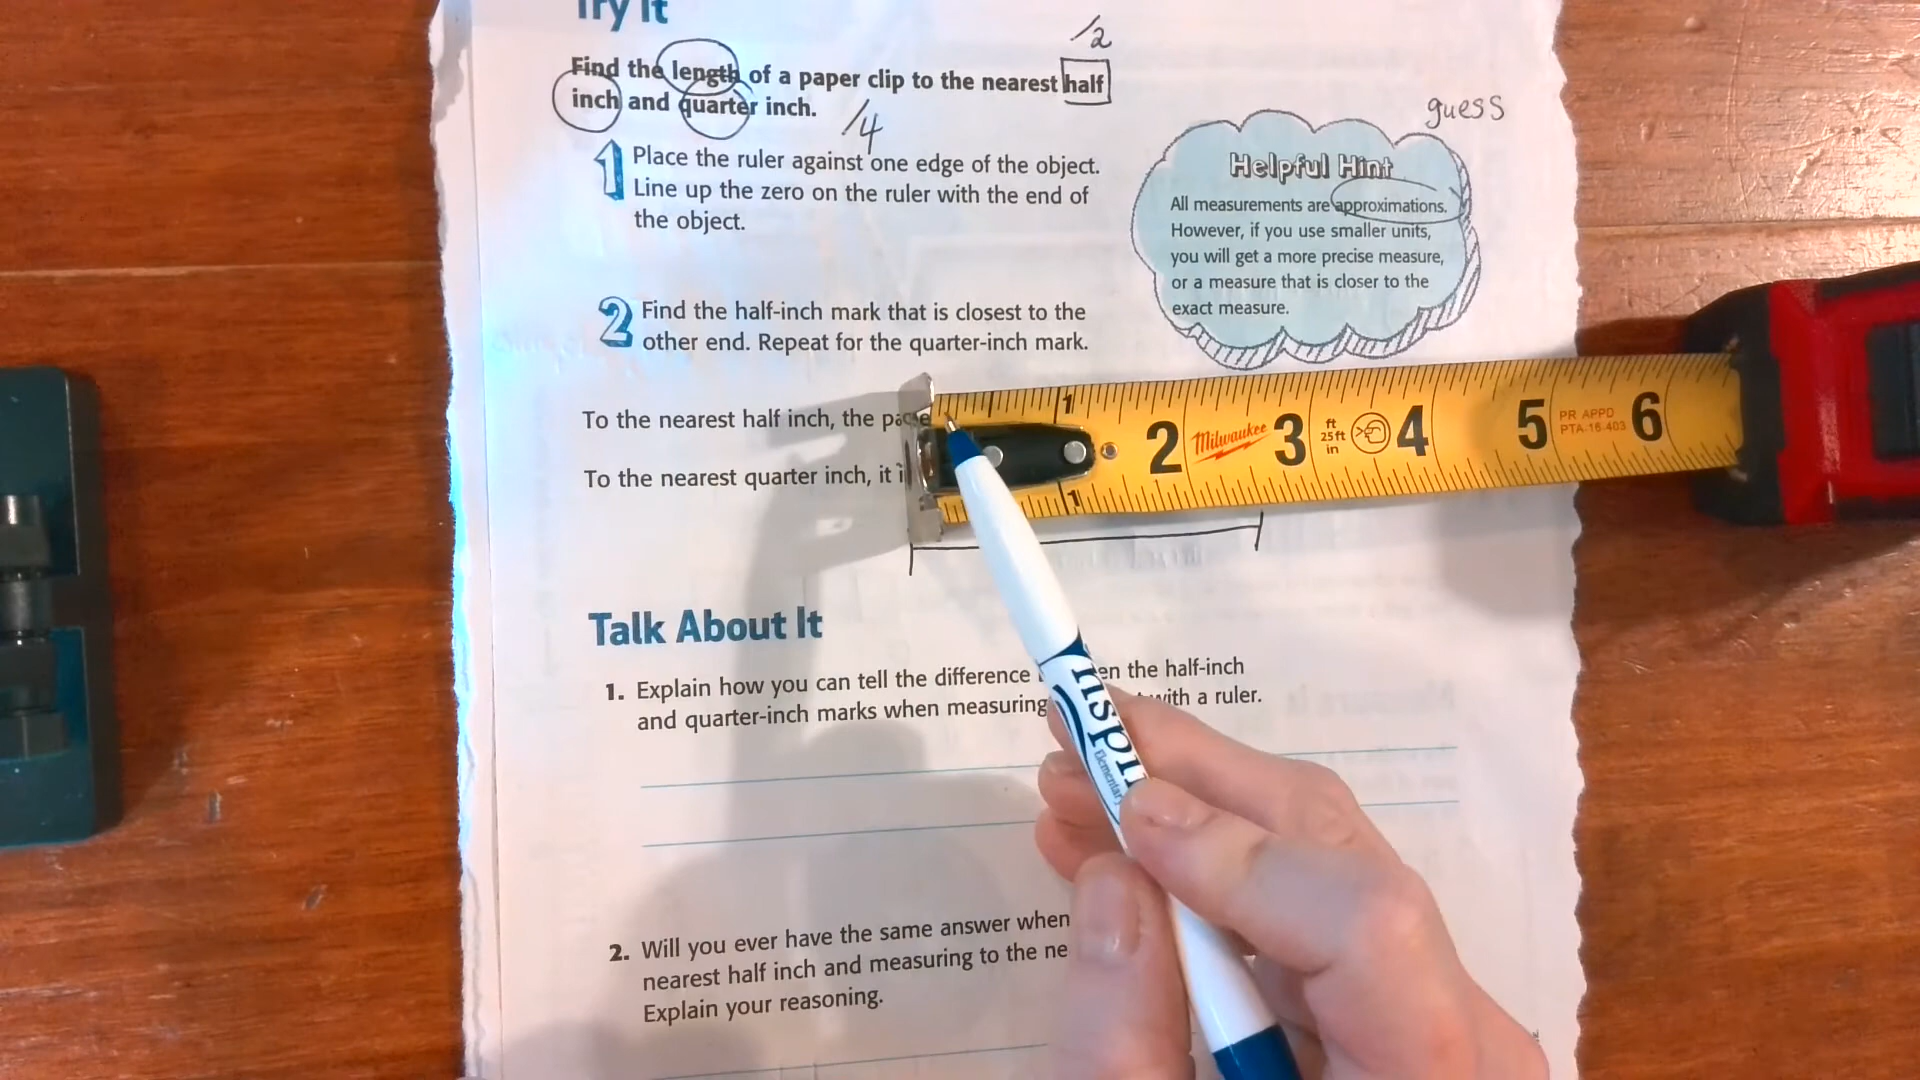 Try It
/2
Find the length of a paper clip to the nearest half
inch and quarter inch.
/4
1 Place the ruler against one edge of the object.
Line up the zero on the ruler with the end of
the object.
2 Find the half-inch mark that is closest to the
other end. Repeat for the quarter-inch mark.
guess
Helpful Hint
All measurements are approximations.
However, if you use smaller units,
you will get a more precise measure,
or a measure that is closer to the
exact measure.
To the nearest half inch, the
To the nearest quarter inch, it
1 2 Milwaukee 3 ft 25ft in 4 5 PR APPD PTA-16-403 6
1
Talk About It
1. Explain how you can tell the difference the half-inch
and quarter-inch marks when measuring with a ruler.
Inspire
Elementary
2. Will you ever have the same answer when
nearest half inch and measuring to the
Explain your reasoning.